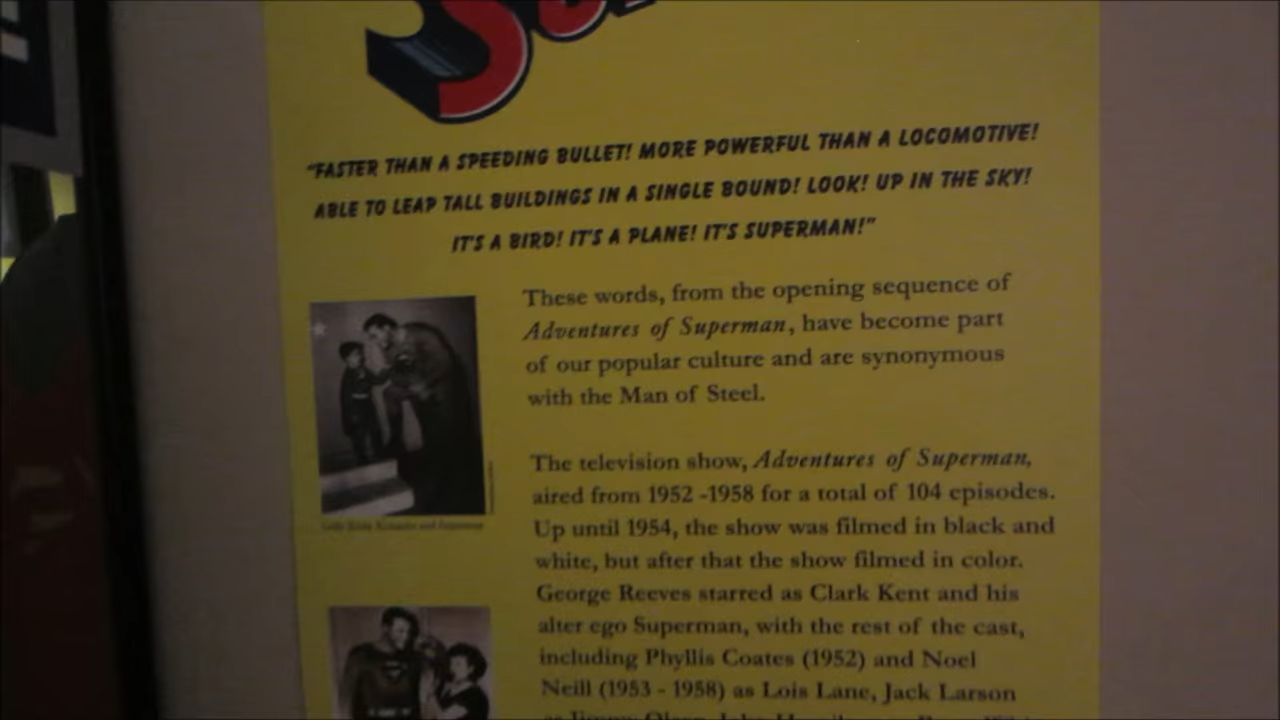 "FASTER THAN A SPEEDING BULLET! MORE POWERFUL THAN A LOCOMOTIVE!
ABLE TO LEAP TALL BUILDINGS IN A SINGLE BOUND! LOOK! UP IN THE SKY!
IT'S A BIRD! IT'S A PLANE! IT'S SUPERMAN!"
These words, from the opening sequence of
Adventures of Superman, have become part
of our popular culture and are synonymous
with the Man of Steel.
The television show, Adventures of Superman,
aired from 1952 -1958 for a total of 104 episodes.
Up until 1954, the show was filmed in black and
white, but after that the show filmed in color.
George Reeves starred as Clark Kent and his
alter ego Superman, with the rest of the cast,
including Phyllis Coates (1952) and Noel
Neill (1953 - 1958) as Lois Lane, Jack Larson